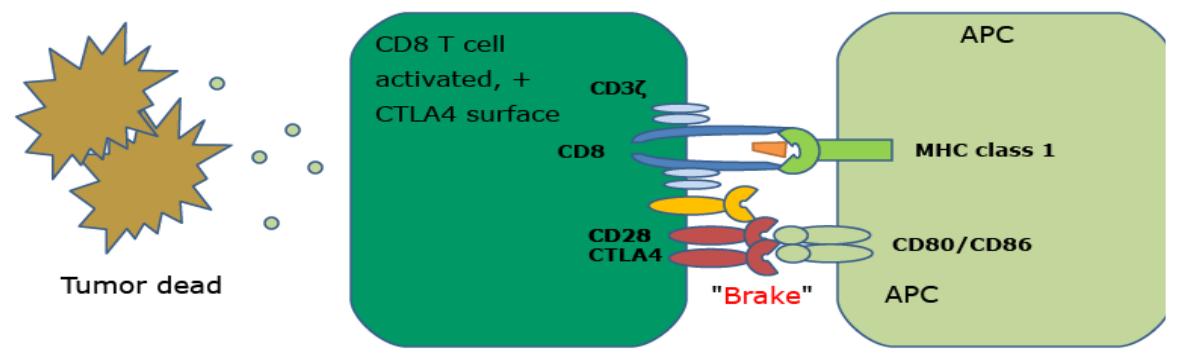 Tumor dead
CD8 T cell
activated, +
CTLA4 surface
CD3ζ
CD8
CD28
CTLA4
"Brake"
APC
MHC class 1
CD80/CD86
APC